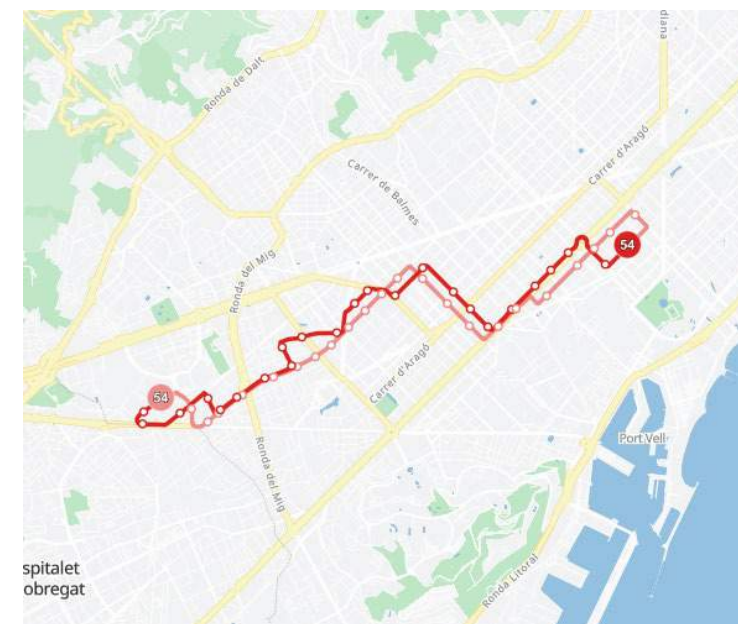 diana
Ronda de Dalt
Carrer d'Aragó
Carrer de Balmes
54
Ronda del Mig
Carrer d'Aragó
54
Port Vell
Ronda del Mig
spitalet
obregat
Ronda Litoral